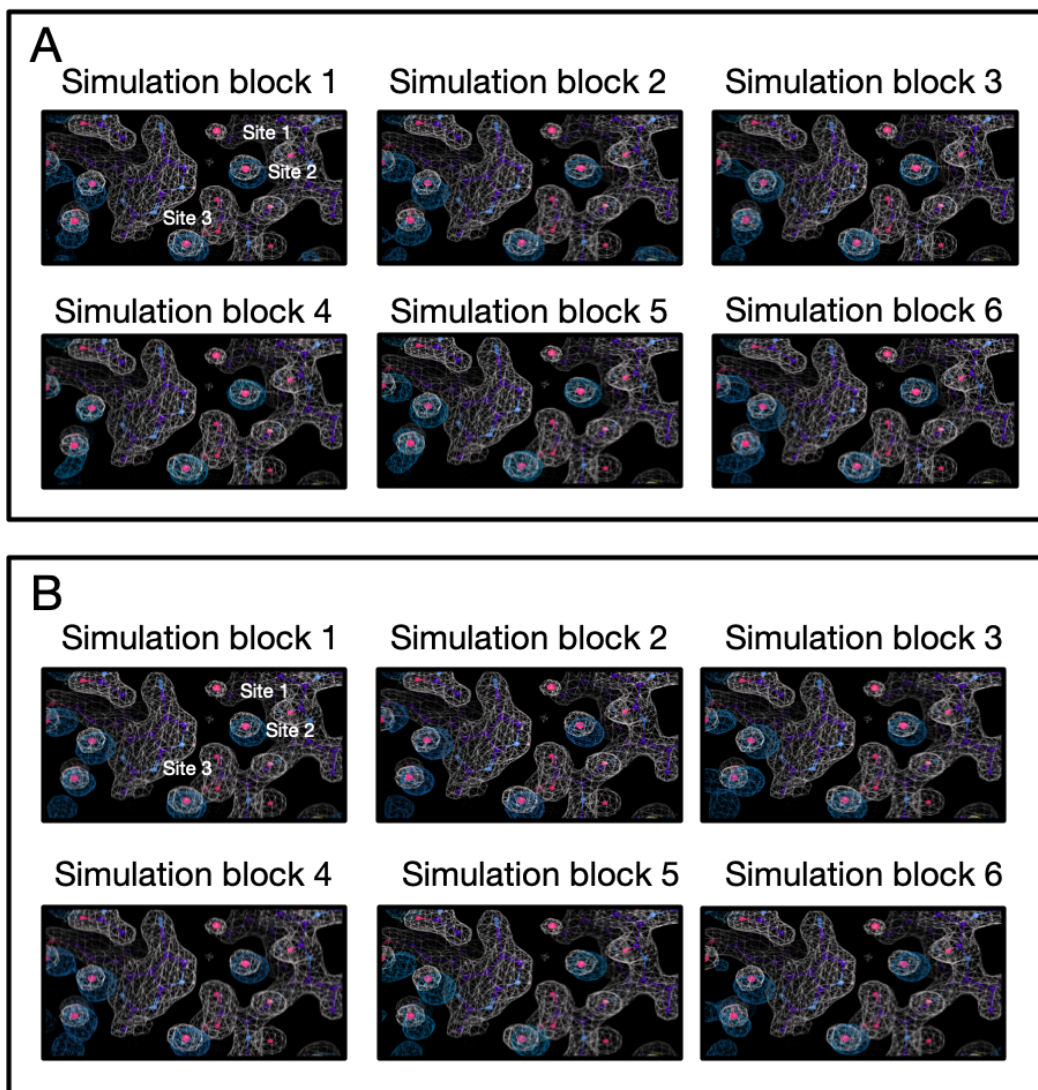 A
Simulation block 1
Simulation block 2
Simulation block 3
Site 1
Site 2
Site 3
Simulation block 4
Simulation block 5
Simulation block 6
B
Simulation block 1
Simulation block 2
Simulation block 3
Site 1
Site 2
Site 3
Simulation block 4
Simulation block 5
Simulation block 6